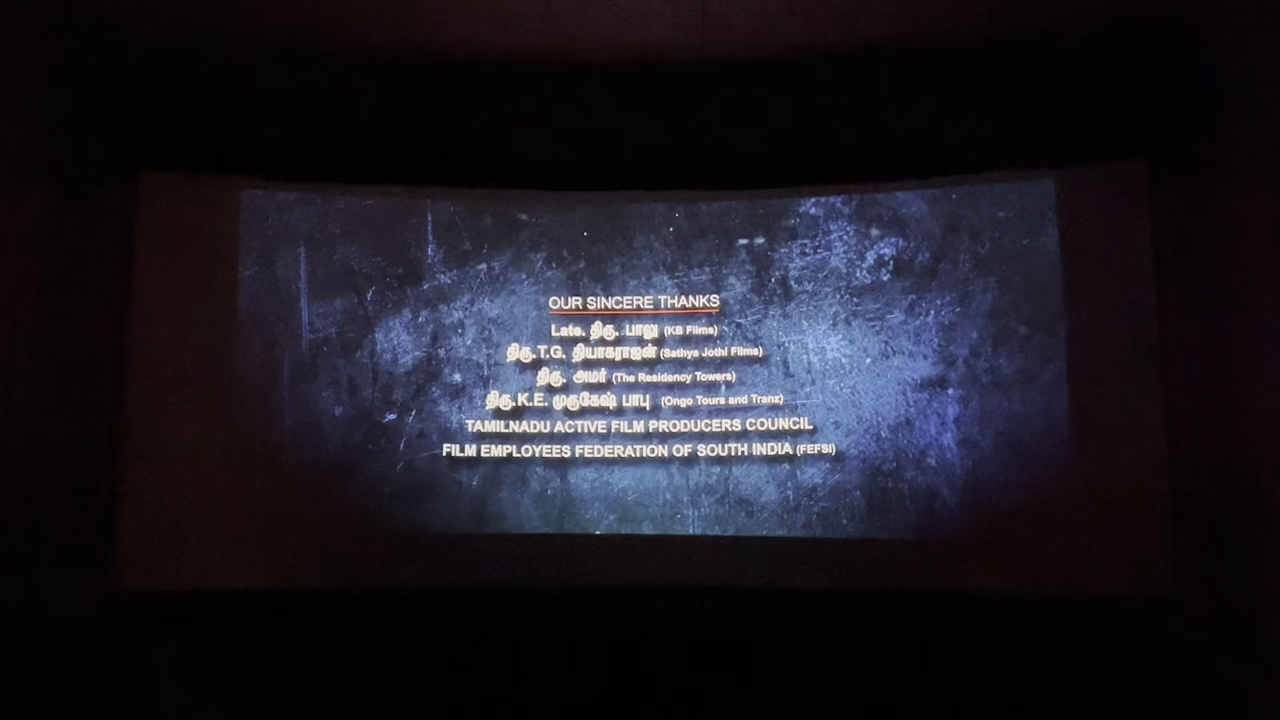 OUR SINCERE THANKS
Late. திரு. பாலு (KB Films)
திரு.T.G. தியாகராஜன் (Sathya Jothi Films)
திரு. அமர் (The Residency Towers)
திரு.K.E. முருகேஷ் பாபு (Ongo Tours and Tranz)
TAMILNADU ACTIVE FILM PRODUCERS COUNCIL
FILM EMPLOYEES FEDERATION OF SOUTH INDIA (FEFSI)